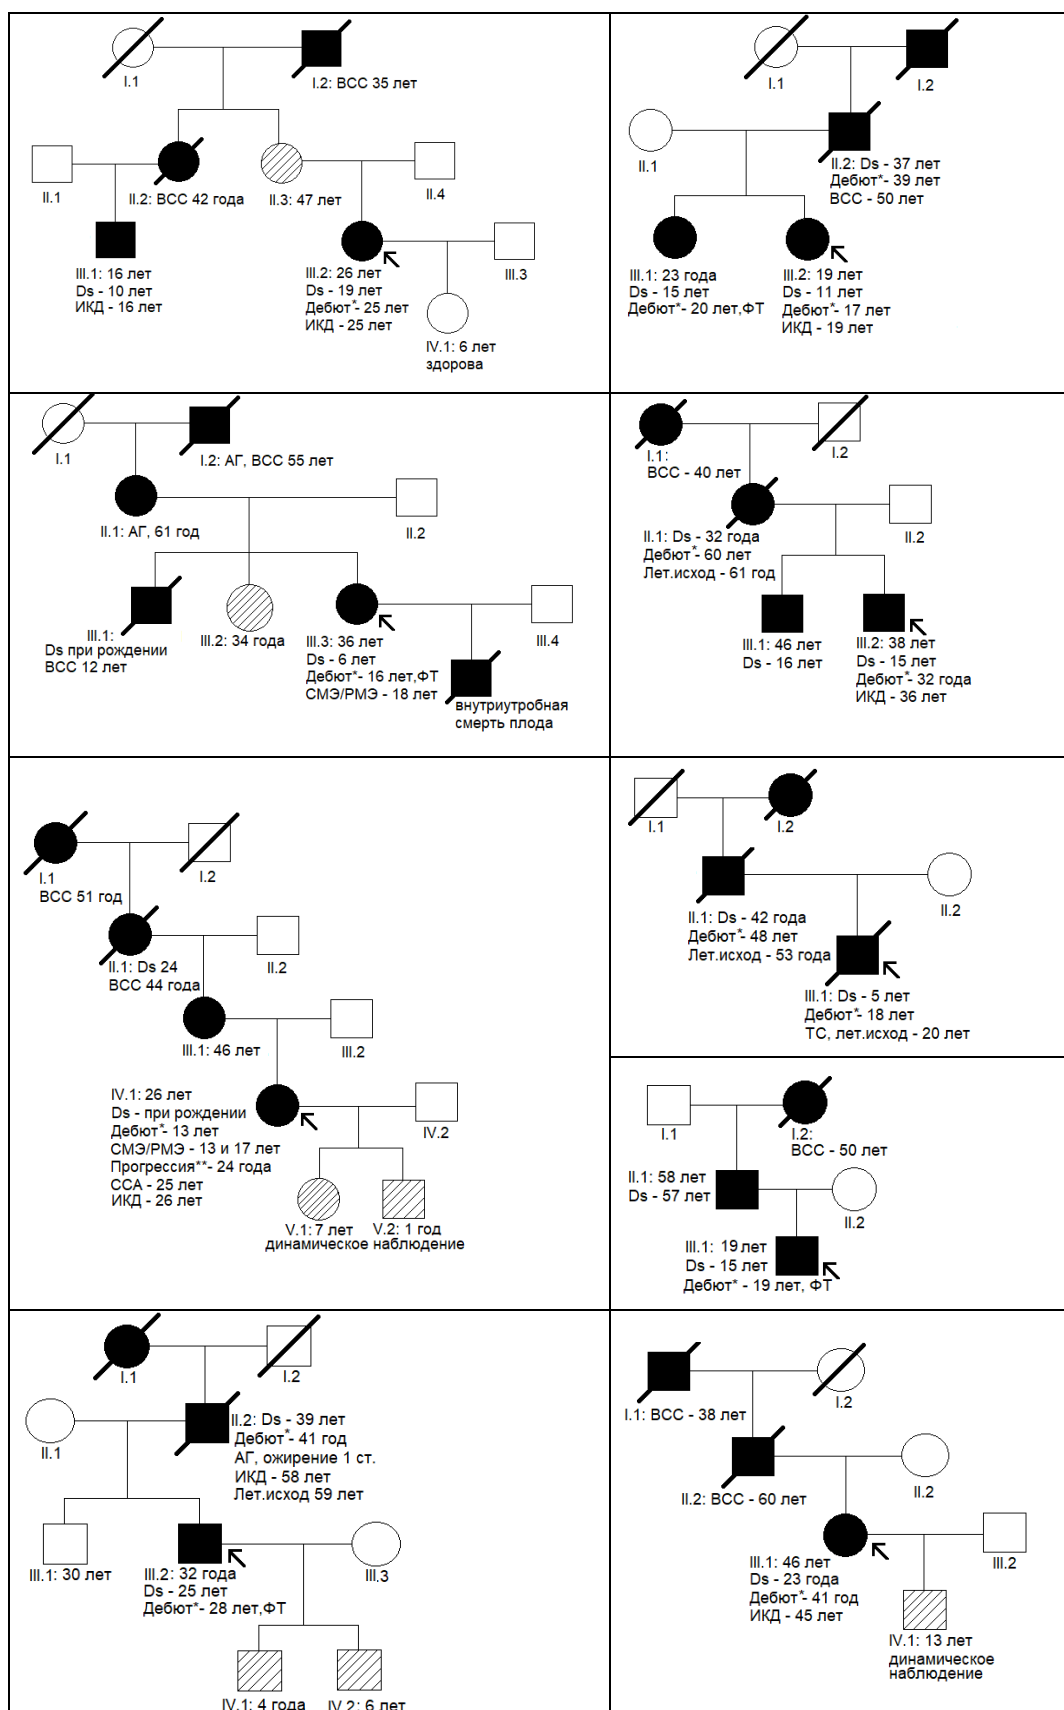 I.1
I.2: ВСС 35 лет
II.1
II.2: ВСС 42 года
II.3: 47 лет
II.4
III.1: 16 лет
Ds - 10 лет
ИКД - 16 лет
III.2: 26 лет
Ds - 19 лет
Дебют*- 25 лет
ИКД - 25 лет
III.3
IV.1: 6 лет
здорова
I.1
I.2
II.1
II.2: Ds - 37 лет
Дебют*- 39 лет
ВСС - 50 лет
III.1: 23 года
Ds - 15 лет
Дебют*- 20 лет,ФТ
III.2: 19 лет
Ds - 11 лет
Дебют*- 17 лет
ИКД - 19 лет
I.1
I.2: АГ, ВСС 55 лет
II.1: АГ, 61 год
II.2
III.1:
Ds при рождении
ВСС 12 лет
III.2: 34 года
III.3: 36 лет
Ds - 6 лет
Дебют*- 16 лет,ФТ
СМЭ/РМЭ - 18 лет
III.4
внутриутробная
смерть плода
I.1:
ВСС - 40 лет
I.2
II.1: Ds - 32 года
Дебют*- 60 лет
Лет.исход - 61 год
II.2
III.1: 46 лет
Ds - 16 лет
III.2: 38 лет
Ds - 15 лет
Дебют*- 32 года
ИКД - 36 лет
I.1
ВСС 51 год
I.2
II.1: Ds 24
ВСС 44 года
II.2
III.1: 46 лет
III.2
IV.1: 26 лет
Ds - при рождении
Дебют*- 13 лет
СМЭ/РМЭ - 13 и 17 лет
Прогрессия**- 24 года
ССА - 25 лет
ИКД - 26 лет
IV.2
V.1: 7 лет
V.2: 1 год
динамическое наблюдение
I.1
I.2
II.1: Ds - 42 года
Дебют*- 48 лет
Лет.исход - 53 года
II.2
III.1: Ds - 5 лет
Дебют*- 18 лет
ТС, лет.исход - 20 лет
I.1
I.2:
ВСС - 50 лет
II.1: 58 лет
Ds - 57 лет
II.2
III.1: 19 лет
Ds - 15 лет
Дебют* - 19 лет, ФТ
I.1
I.2
II.1
II.2: Ds - 39 лет
Дебют*- 41 год
АГ, ожирение 1 ст.
ИКД - 58 лет
Лет.исход 59 лет
III.1: 30 лет
III.2: 32 года
Ds - 25 лет
Дебют*- 28 лет,ФТ
III.3
IV.1: 4 года
IV.2: 6 лет
I.1: ВСС - 38 лет
I.2
II.2: ВСС - 60 лет
II.2
III.1: 46 лет
Ds - 23 года
Дебют*- 41 год
ИКД - 45 лет
III.2
IV.1: 13 лет
динамическое
наблюдение